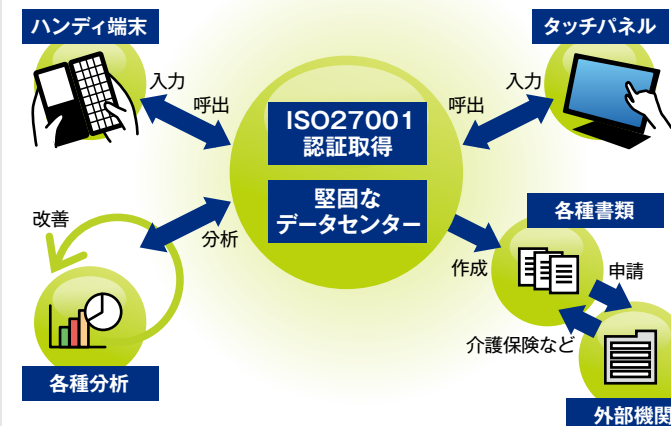 ハンディ端末
タッチパネル
入力
呼出
呼出
入力
ISO27001
認証取得
堅固な
データセンター
改善
分析
各種書類
作成
申請
介護保険など
各種分析
外部機関